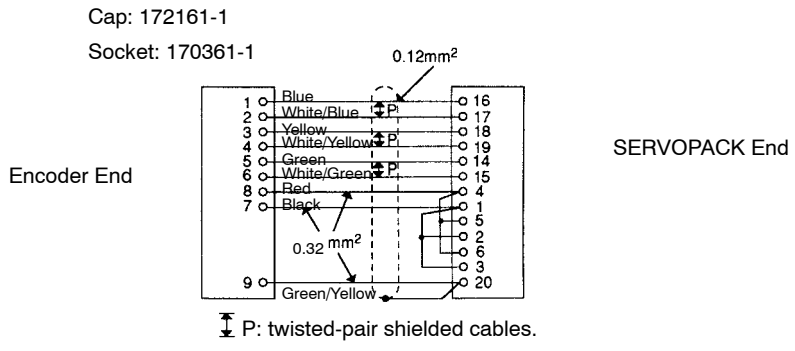 Cap: 172161-1
Socket: 170361-1
0.12mm²
1 Blue 16
2 White/Blue P 17
3 Yellow 18
4 White/Yellow P 19
5 Green 14
6 White/Green P 15
8 Red 4
7 Black 1
5
2
6
3
0.32 mm²
9 20
Green/Yellow
Encoder End
SERVOPACK End
P: twisted-pair shielded cables.